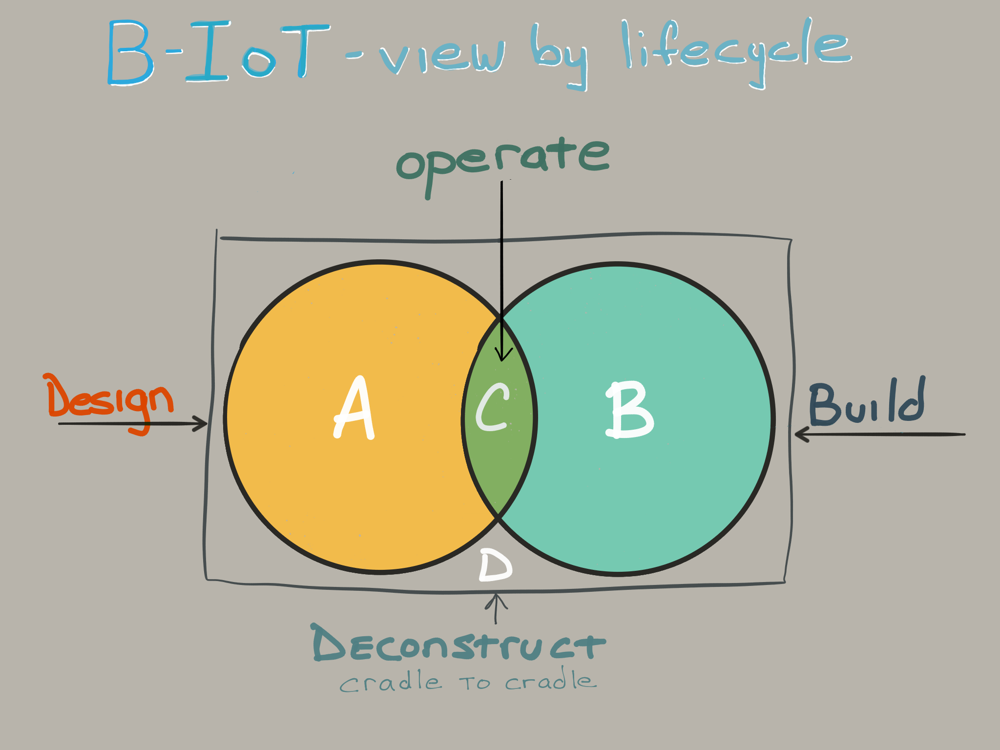 B-IoT - view by lifecycle
operate
Design
A
C
B
Build
D
Deconstruct
cradle to cradle